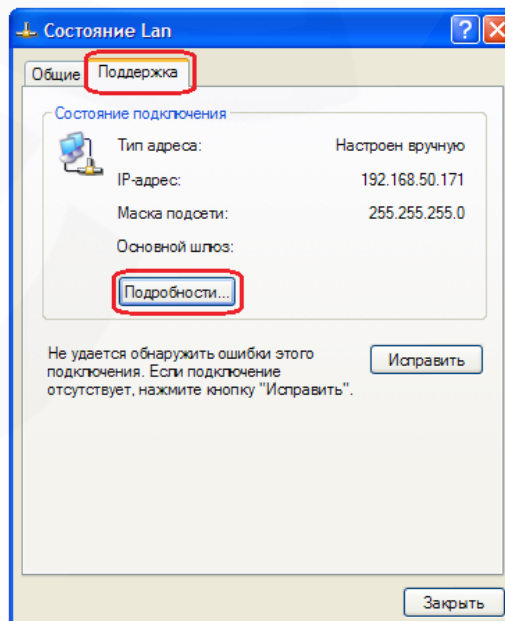 Состояние Lan
Общие Поддержка
Состояние подключения
Тип адреса: Настроен вручную
IP-адрес: 192.168.50.171
Маска подсети: 255.255.255.0
Основной шлюз:
Подробности...
Не удается обнаружить ошибки этого
подключения. Если подключение
отсутствует, нажмите кнопку "Исправить".
Исправить
Закрыть